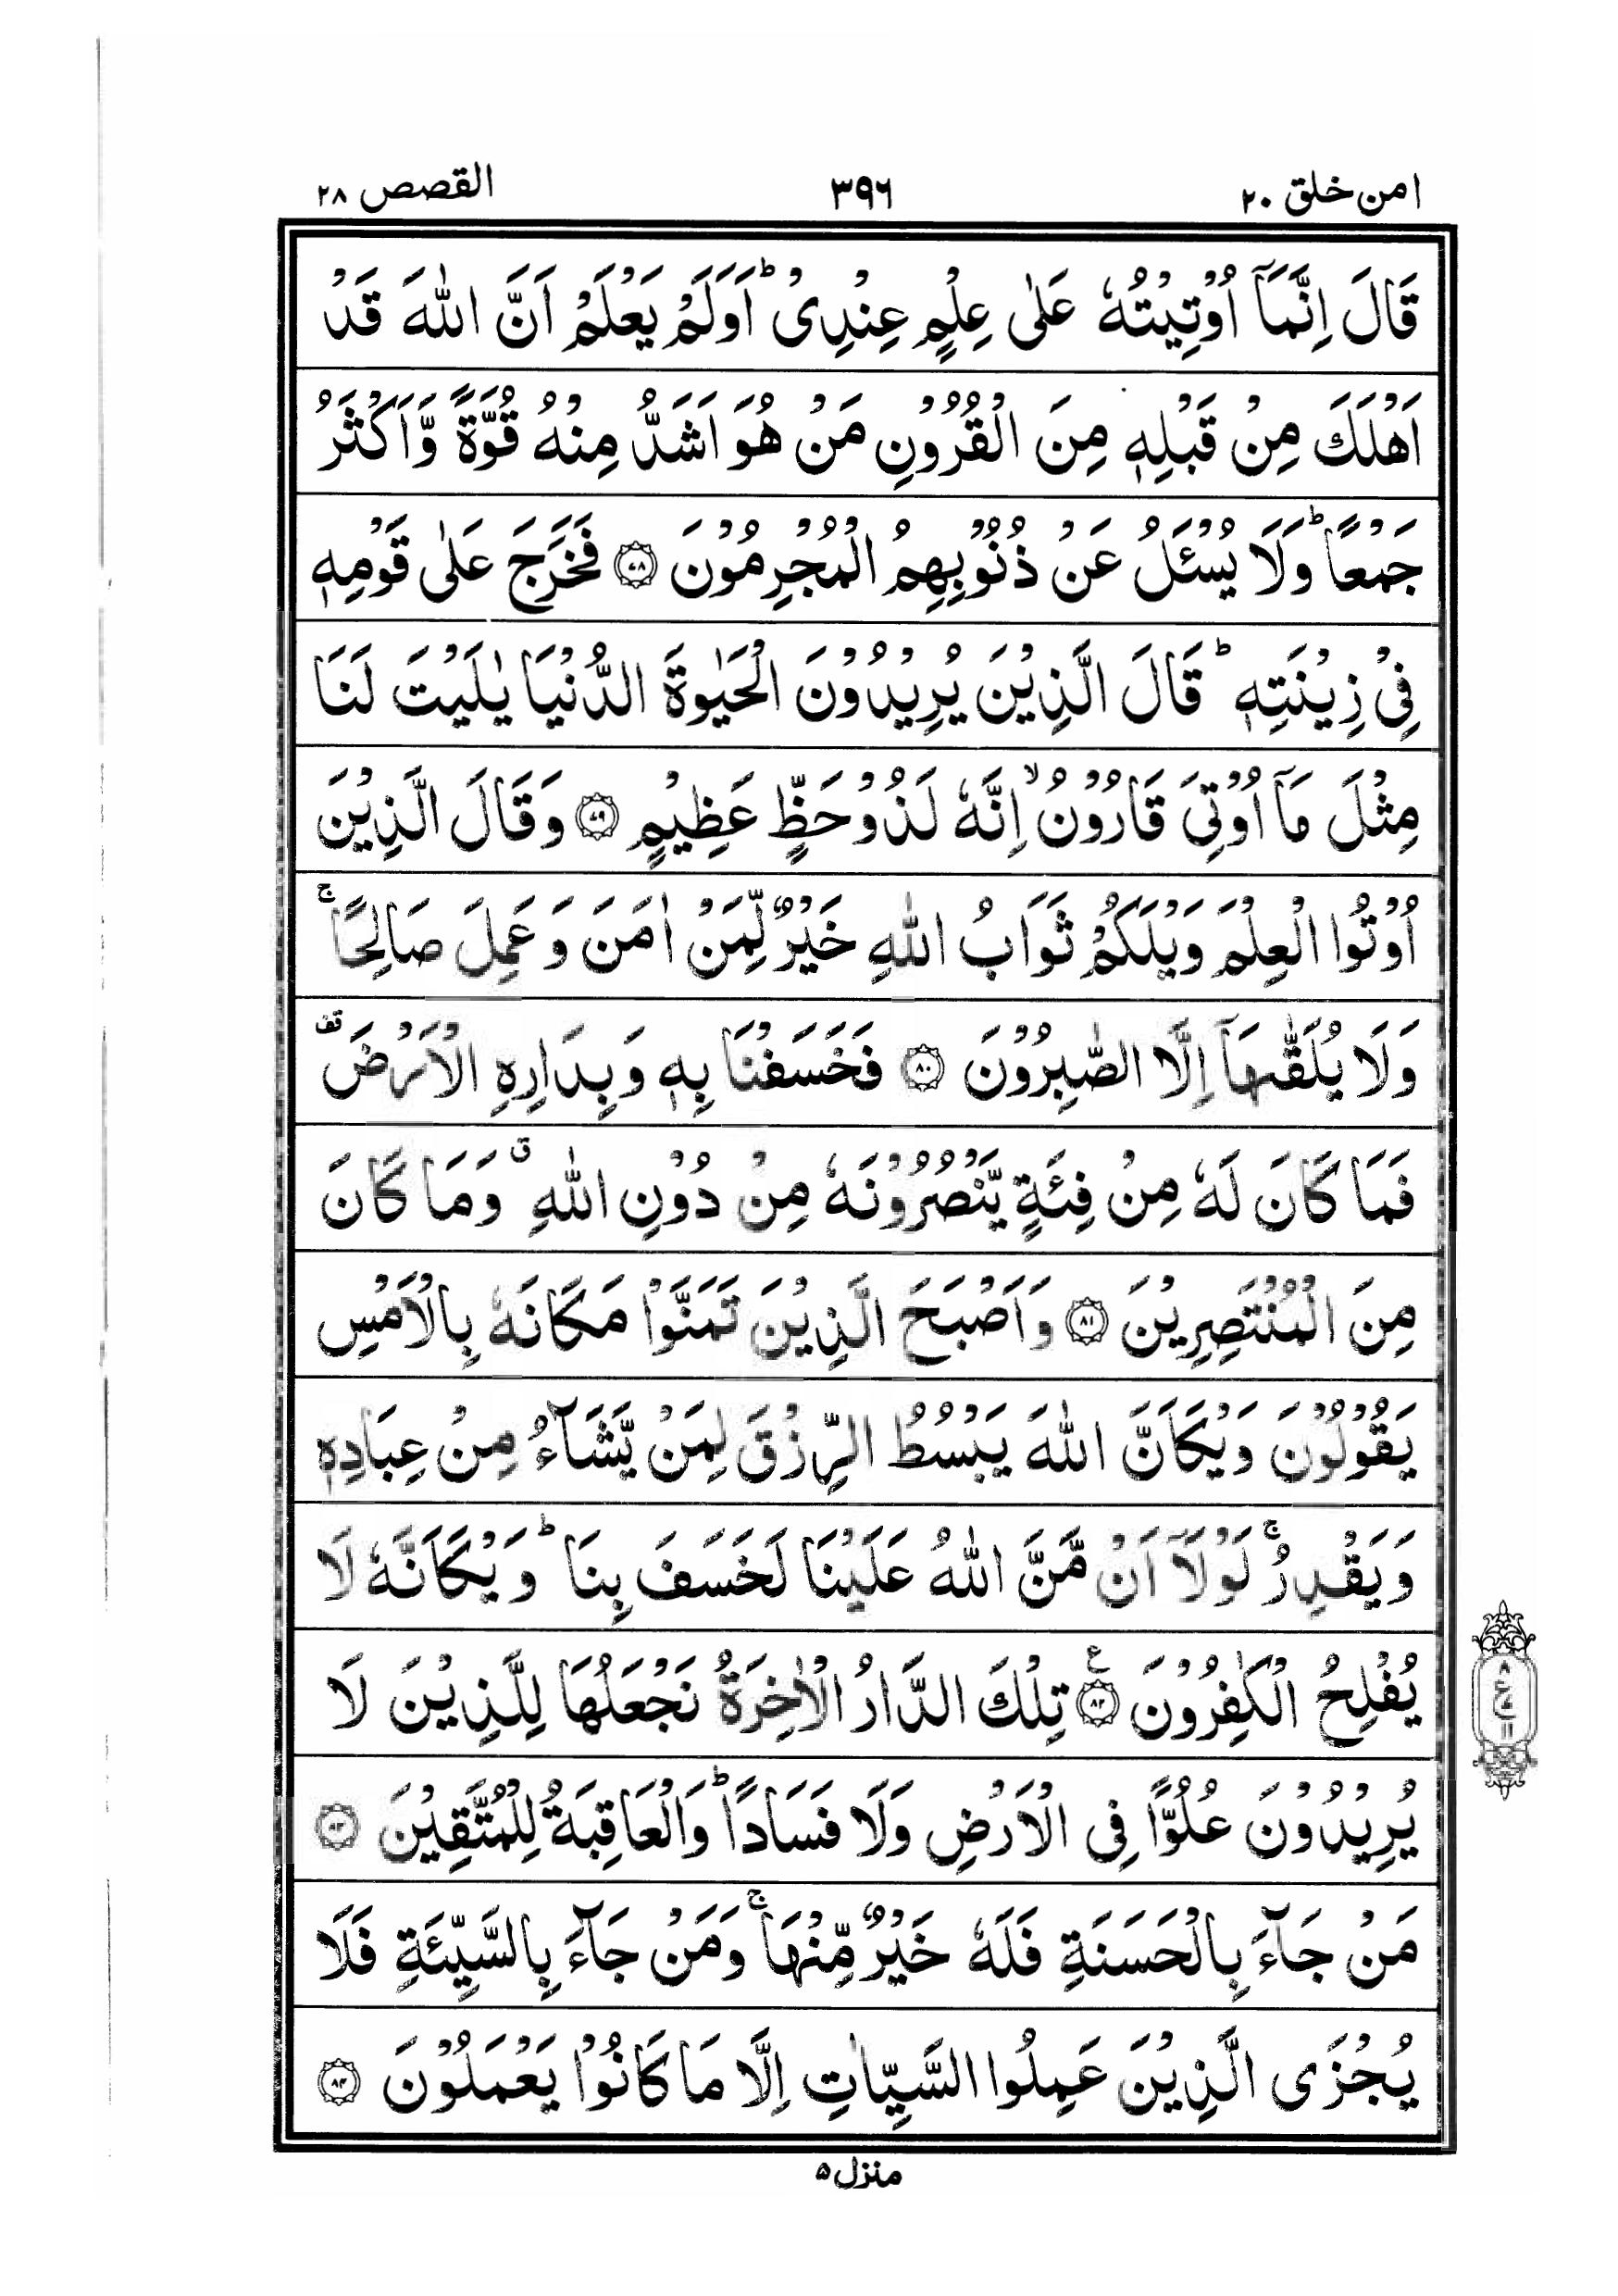 امن خلق ٢٠ ٣٩٦ القصص ٢٨
قَالَ اِنَّمَاۤ اُوْتِیْتُهٗ عَلٰی عِلْمٍ عِنْدِیْ ؕ اَوَلَمْ یَعْلَمْ اَنَّ اللّٰهَ قَدْ
اَهْلَكَ مِنْ قَبْلِهٖ مِنَ الْقُرُوْنِ مَنْ هُوَ اَشَدُّ مِنْهُ قُوَّةً وَّاَكْثَرُ
جَمْعًا ؕ وَلَا یُسْـَٔلُ عَنْ ذُنُوْبِهِمُ الْمُجْرِمُوْنَ ﴿٧٨﴾ فَخَرَجَ عَلٰی قَوْمِهٖ
فِیْ زِیْنَتِهٖ ؕ قَالَ الَّذِیْنَ یُرِیْدُوْنَ الْحَیٰوةَ الدُّنْیَا یٰلَیْتَ لَنَا
مِثْلَ مَاۤ اُوْتِیَ قَارُوْنُ ۙ اِنَّهٗ لَذُوْ حَظٍّ عَظِیْمٍ ﴿٧٩﴾ وَقَالَ الَّذِیْنَ
اُوْتُوا الْعِلْمَ وَیْلَكُمْ ثَوَابُ اللّٰهِ خَیْرٌ لِّمَنْ اٰمَنَ وَعَمِلَ صَالِحًا ۚ
وَلَا یُلَقّٰىهَاۤ اِلَّا الصّٰبِرُوْنَ ﴿٨٠﴾ فَخَسَفْنَا بِهٖ وَبِدَارِهِ الْاَرْضَ ۟قف
فَمَا كَانَ لَهٗ مِنْ فِئَةٍ یَّنْصُرُوْنَهٗ مِنْ دُوْنِ اللّٰهِ ۗق وَمَا كَانَ
مِنَ الْمُنْتَصِرِیْنَ ﴿٨١﴾ وَاَصْبَحَ الَّذِیْنَ تَمَنَّوْا مَكَانَهٗ بِالْاَمْسِ
یَقُوْلُوْنَ وَیْكَاَنَّ اللّٰهَ یَبْسُطُ الرِّزْقَ لِمَنْ یَّشَآءُ مِنْ عِبَادِهٖ
وَیَقْدِرُ ۚ لَوْلَاۤ اَنْ مَّنَّ اللّٰهُ عَلَیْنَا لَخَسَفَ بِنَا ؕ وَیْكَاَنَّهٗ لَا
یُفْلِحُ الْكٰفِرُوْنَ ﴿٨٢﴾ ع تِلْكَ الدَّارُ الْاٰخِرَةُ نَجْعَلُهَا لِلَّذِیْنَ لَا
یُرِیْدُوْنَ عُلُوًّا فِی الْاَرْضِ وَلَا فَسَادًا ؕ وَالْعَاقِبَةُ لِلْمُتَّقِیْنَ ﴿٨٣﴾
مَنْ جَآءَ بِالْحَسَنَةِ فَلَهٗ خَیْرٌ مِّنْهَا ۚ وَمَنْ جَآءَ بِالسَّیِّئَةِ فَلَا
یُجْزَی الَّذِیْنَ عَمِلُوا السَّیِّاٰتِ اِلَّا مَا كَانُوْا یَعْمَلُوْنَ ﴿٨٤﴾
منزل ٥